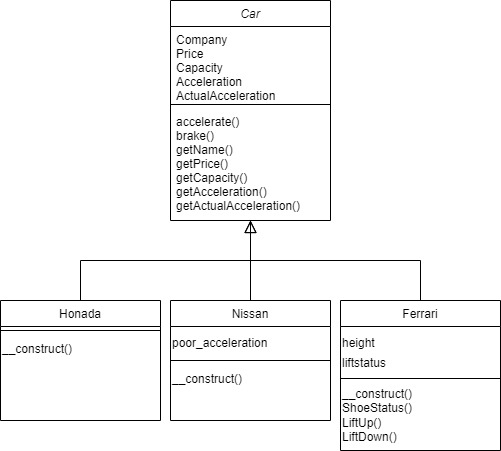 Car
Company
Price
Capacity
Acceleration
ActualAcceleration
accelerate()
brake()
getName()
getPrice()
getCapacity()
getAcceleration()
getActualAcceleration()
Honada
__construct()
Nissan
poor_acceleration
__construct()
Ferrari
height
liftstatus
__construct()
ShoeStatus()
LiftUp()
LiftDown()